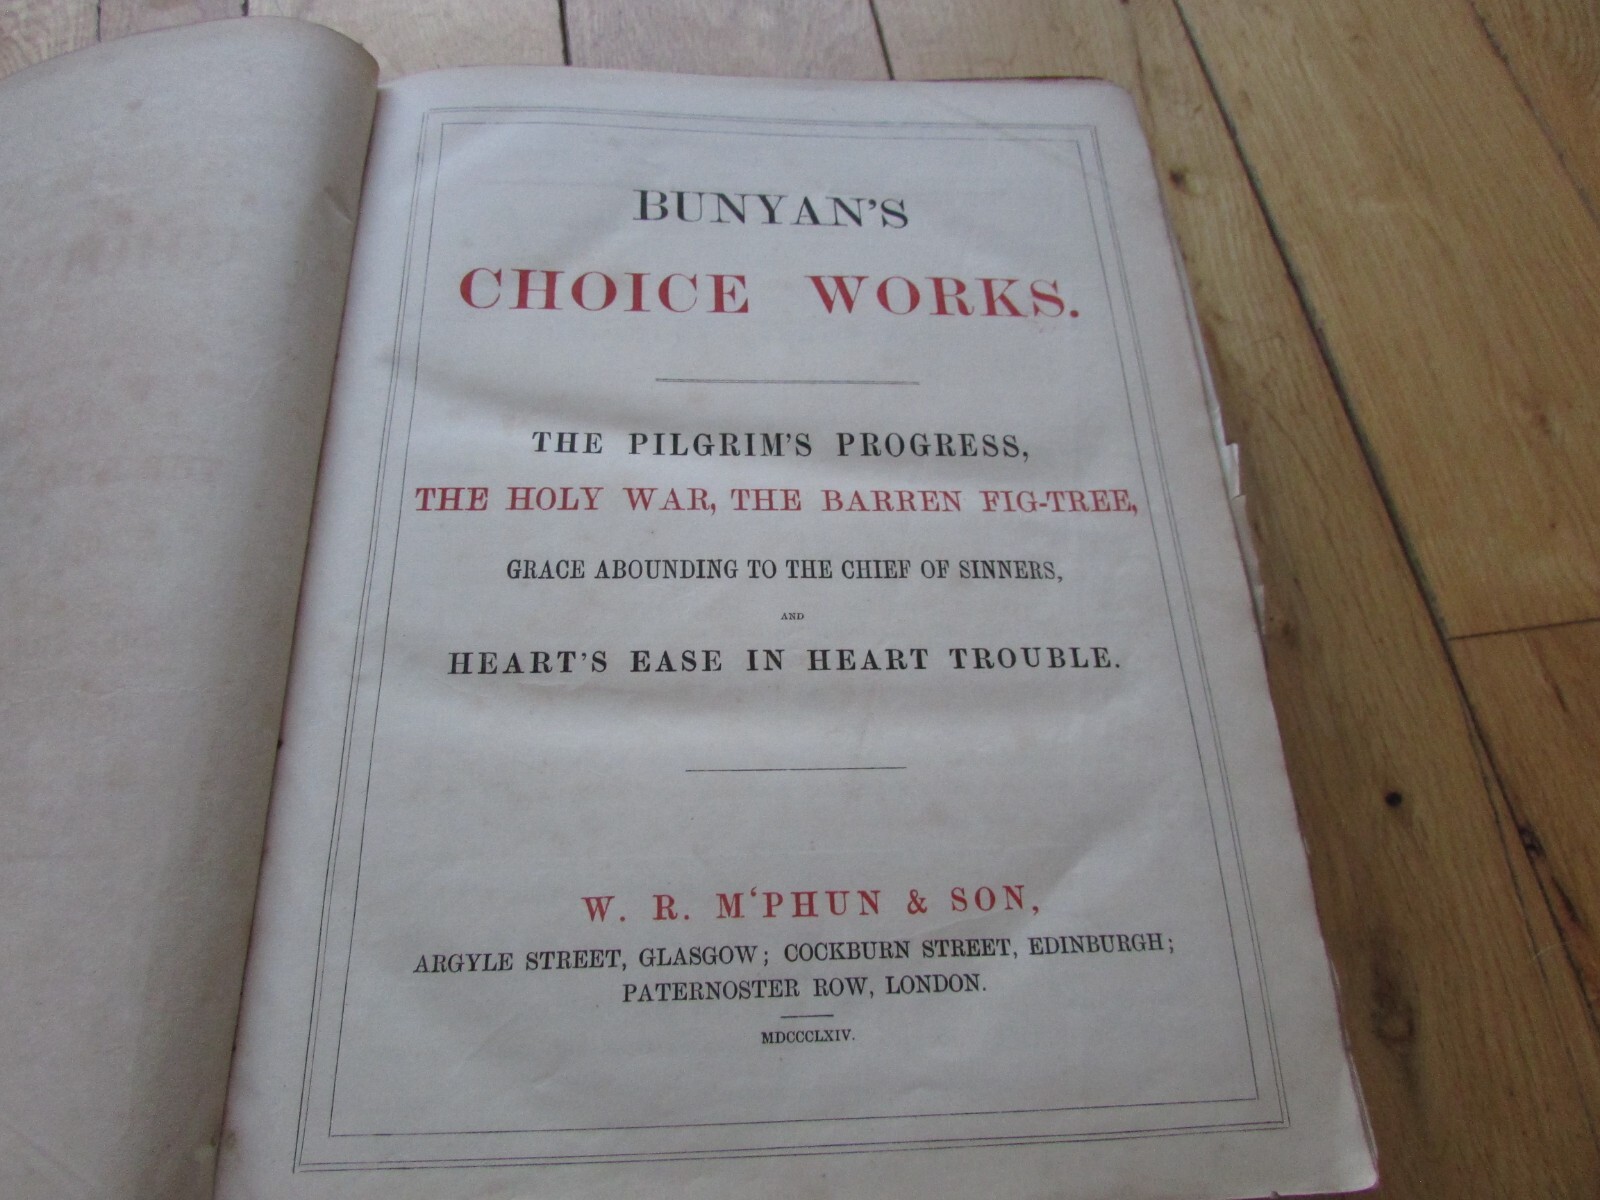 BUNYAN'S
CHOICE WORKS.
THE PILGRIM'S PROGRESS,
THE HOLY WAR, THE BARREN FIG-TREE,
GRACE ABOUNDING TO THE CHIEF OF SINNERS,
AND
HEART'S EASE IN HEART TROUBLE.
W. R. M‘PHUN & SON,
ARGYLE STREET, GLASGOW; COCKBURN STREET, EDINBURGH;
PATERNOSTER ROW, LONDON.
MDCCCLXIV.